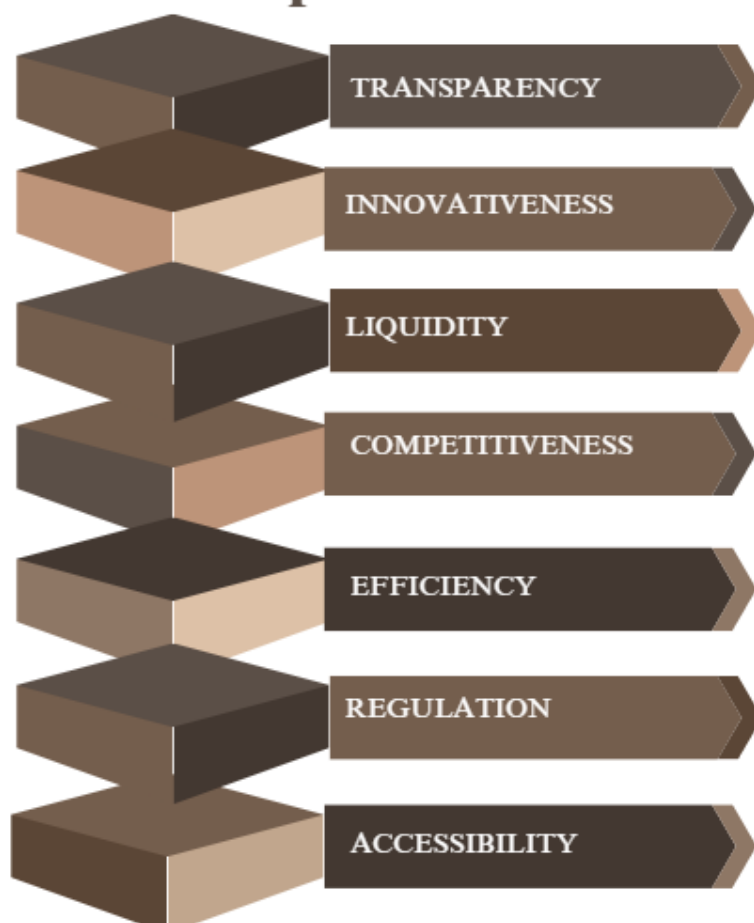 TRANSPARENCY
INNOVATIVENESS
LIQUIDITY
COMPETITIVENESS
EFFICIENCY
REGULATION
ACCESSIBILITY